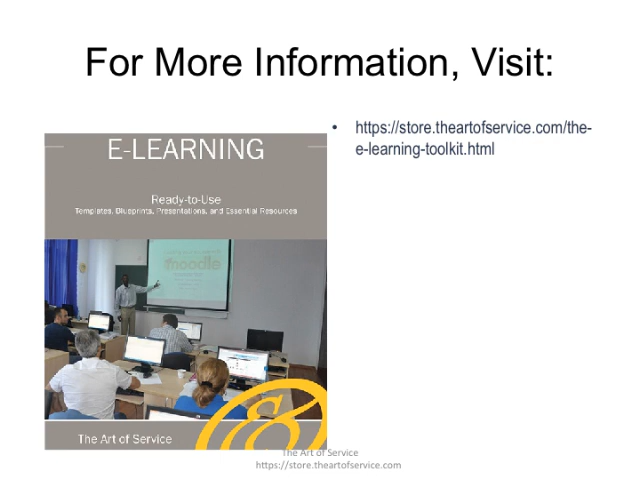 For More Information, Visit:
• https://store.theartofservice.com/the-
e-learning-toolkit.html
E-LEARNING
Ready-to-Use
Templates, Blueprints, Presentations, and Essential Resources
moodle
The Art of Service
The Art of Service
https://store.theartofservice.com